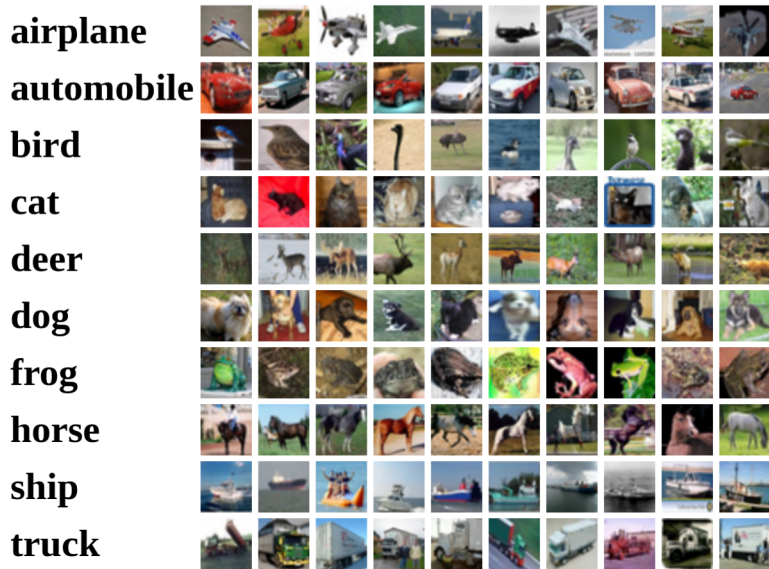 airplane
automobile
bird
cat
deer
dog
frog
horse
ship
truck